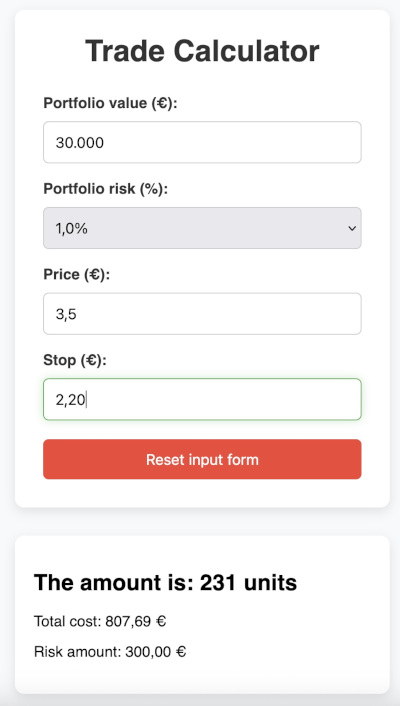 Trade Calculator
Portfolio value (€):
30.000
Portfolio risk (%):
1,0%
Price (€):
3,5
Stop (€):
2,20
Reset input form
The amount is: 231 units
Total cost: 807,69 €
Risk amount: 300,00 €